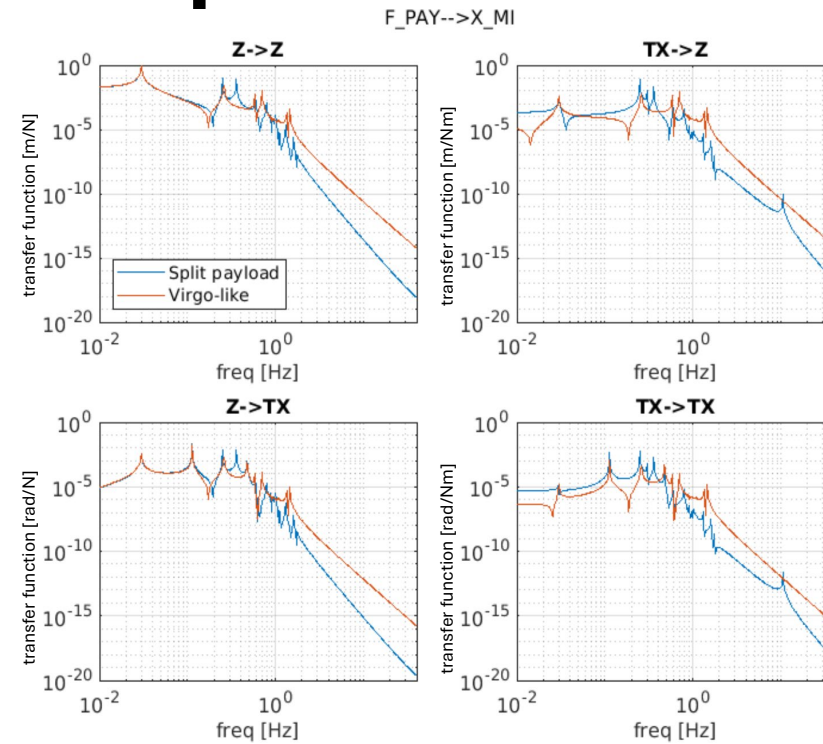 F_PAY-->X_MI
Z->Z
TX->Z
10^0
10^-5
10^-10
10^-15
10^-20
10^-2
10^0
freq [Hz]
transfer function [m/N]
Split payload
Virgo-like
10^0
10^-5
10^-10
10^-15
10^-20
10^-2
10^0
freq [Hz]
transfer function [m/Nm]
Z->TX
TX->TX
10^0
10^-5
10^-10
10^-15
10^-20
10^-2
10^0
freq [Hz]
transfer function [rad/N]
10^0
10^-5
10^-10
10^-15
10^-20
10^-2
10^0
freq [Hz]
transfer function [rad/Nm]